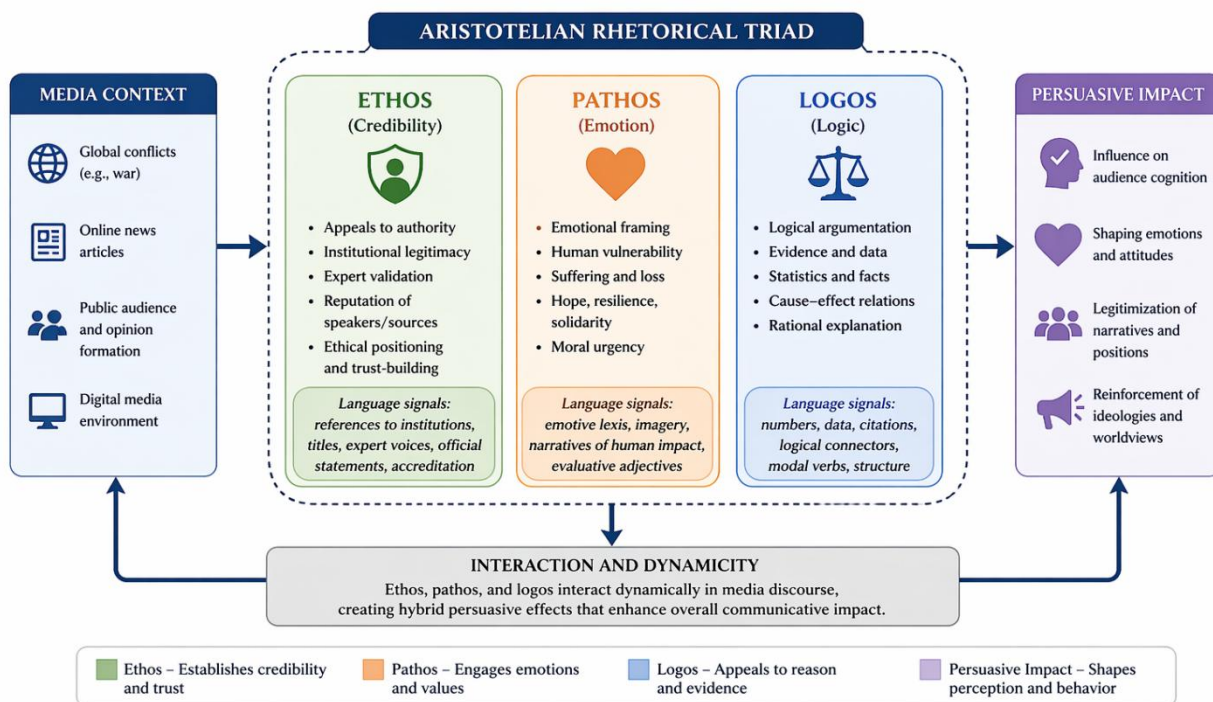 ARISTOTELIAN RHETORICAL TRIAD
MEDIA CONTEXT
Global conflicts
(e.g., war)
Online news
articles
Public audience
and opinion
formation
Digital media
environment
ETHOS
(Credibility)
• Appeals to authority
• Institutional legitimacy
• Expert validation
• Reputation of
speakers/sources
• Ethical positioning
and trust-building
Language signals:
references to institutions,
titles, expert voices, official
statements, accreditation
PATHOS
(Emotion)
• Emotional framing
• Human vulnerability
• Suffering and loss
• Hope, resilience,
solidarity
• Moral urgency
Language signals:
emotive lexis, imagery,
narratives of human impact,
evaluative adjectives
LOGOS
(Logic)
• Logical argumentation
• Evidence and data
• Statistics and facts
• Cause–effect relations
• Rational explanation
Language signals:
numbers, data, citations,
logical connectors,
modal verbs, structure
PERSUASIVE IMPACT
Influence on
audience cognition
Shaping emotions
and attitudes
Legitimization of
narratives and
positions
Reinforcement of
ideologies and
worldviews
INTERACTION AND DYNAMICITY
Ethos, pathos, and logos interact dynamically in media discourse,
creating hybrid persuasive effects that enhance overall communicative impact.
Ethos – Establishes credibility
and trust
Pathos – Engages emotions
and values
Logos – Appeals to reason
and evidence
Persuasive Impact – Shapes
perception and behavior